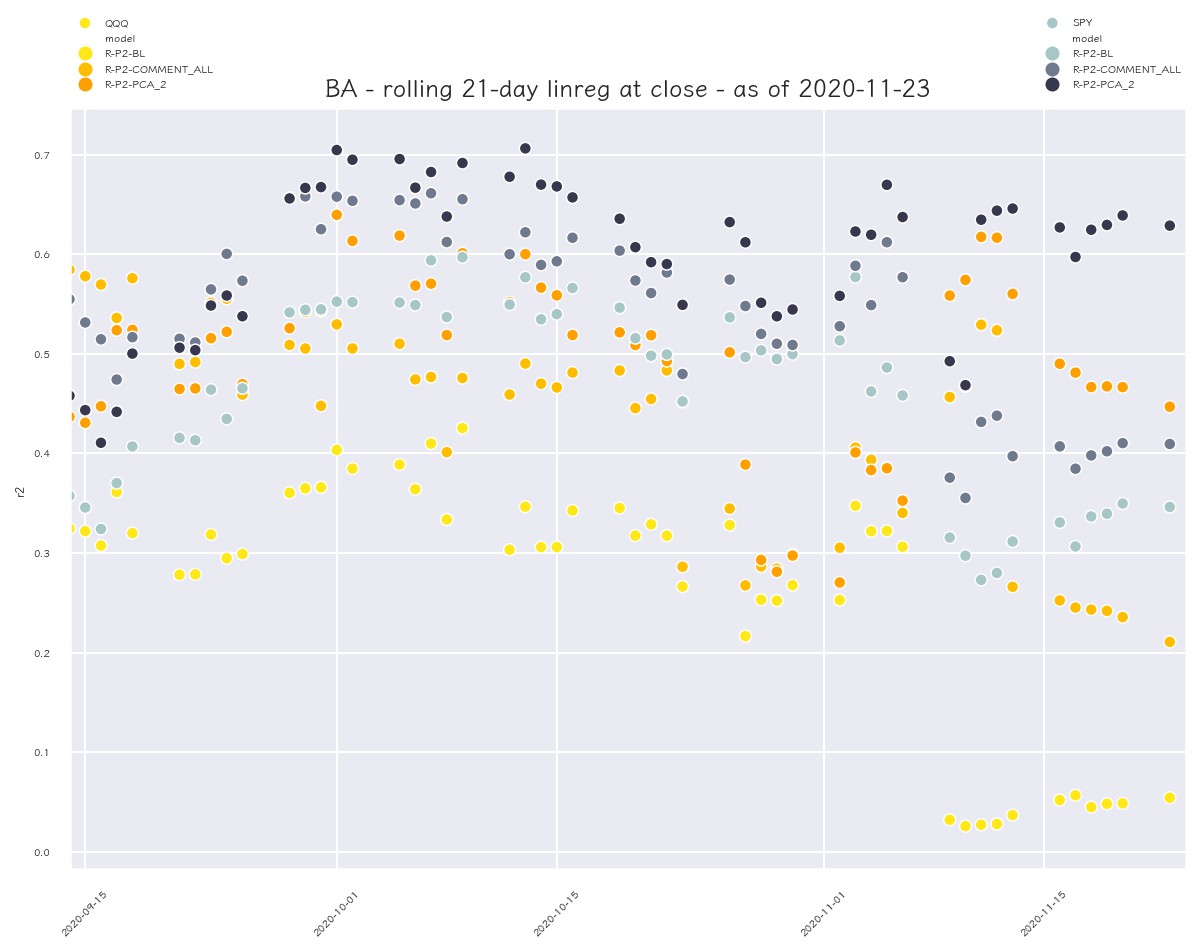 QQQ
model
R-P2-BL
R-P2-COMMENT_ALL
R-P2-PCA_2
SPY
model
R-P2-BL
R-P2-COMMENT_ALL
R-P2-PCA_2
BA - rolling 21-day linreg at close - as of 2020-11-23
0.7
0.6
0.5
0.4
0.3
0.2
0.1
0.0
r2
2020-09-15
2020-10-01
2020-10-15
2020-11-01
2020-11-15